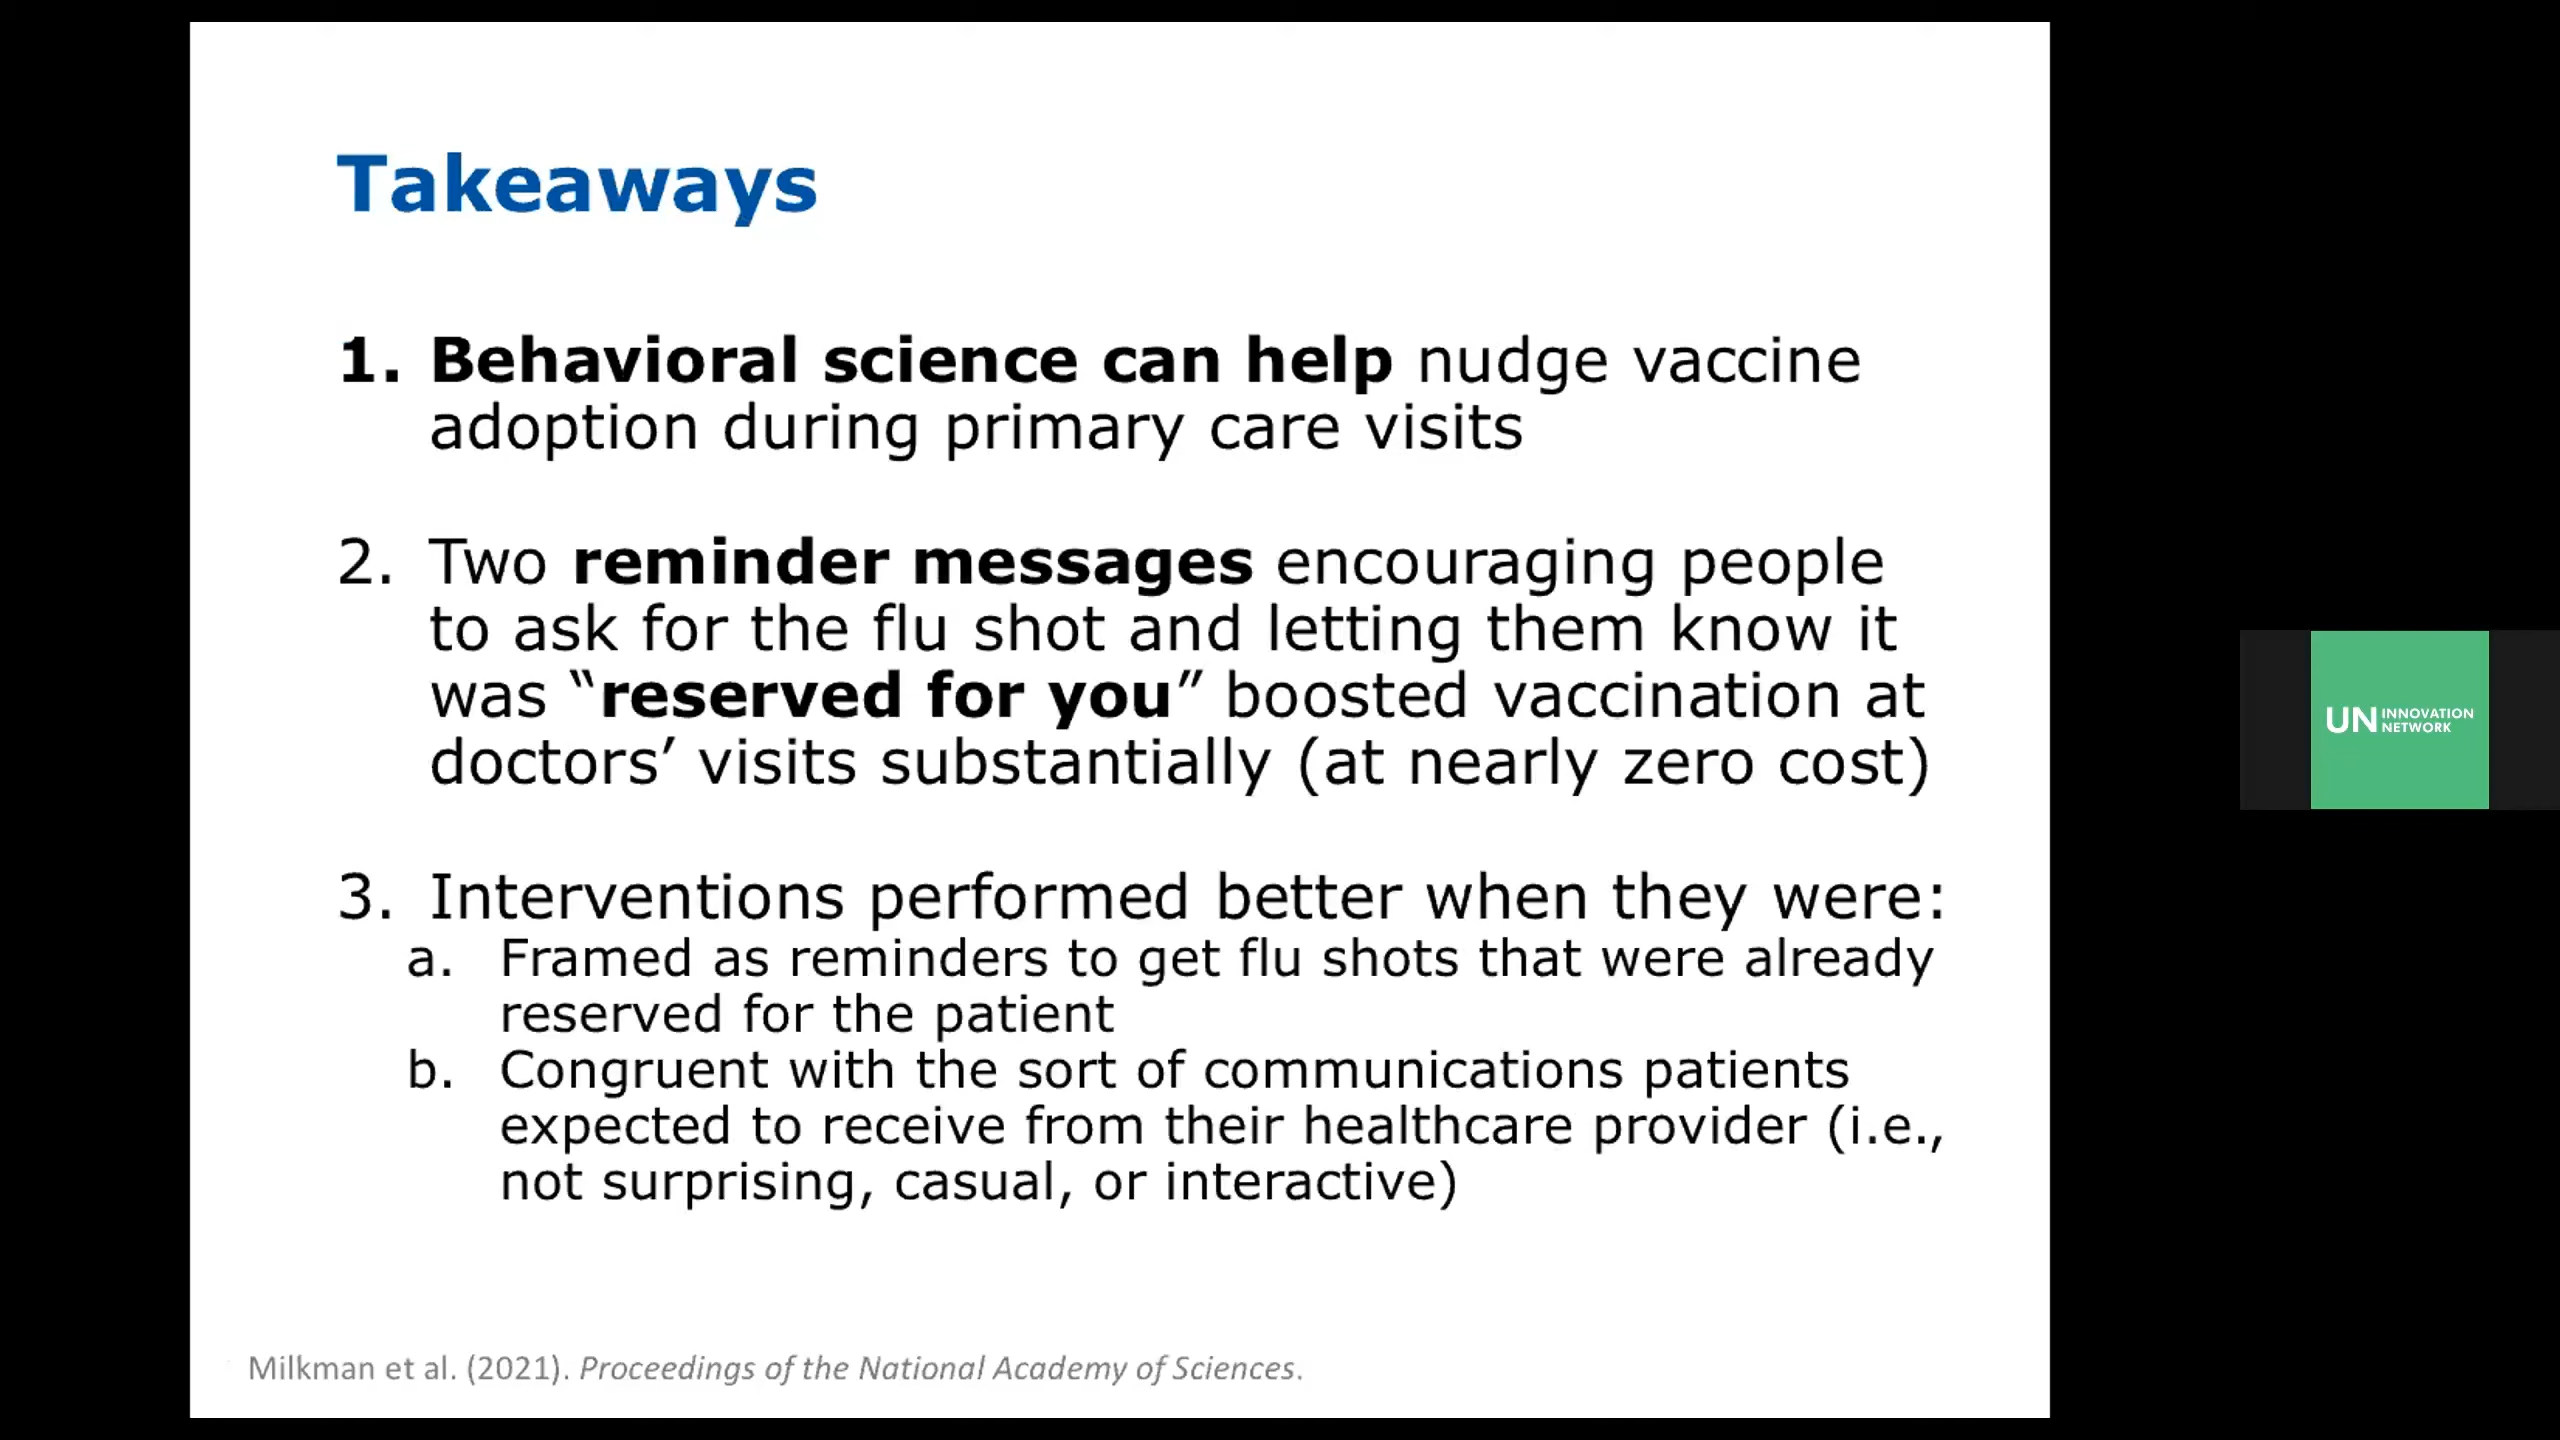 Takeaways
1. Behavioral science can help nudge vaccine
adoption during primary care visits
2. Two reminder messages encouraging people
to ask for the flu shot and letting them know it
was “reserved for you” boosted vaccination at
doctors’ visits substantially (at nearly zero cost)
3. Interventions performed better when they were:
a. Framed as reminders to get flu shots that were already
reserved for the patient
b. Congruent with the sort of communications patients
expected to receive from their healthcare provider (i.e.,
not surprising, casual, or interactive)
Milkman et al. (2021). Proceedings of the National Academy of Sciences.
UN INNOVATION
NETWORK